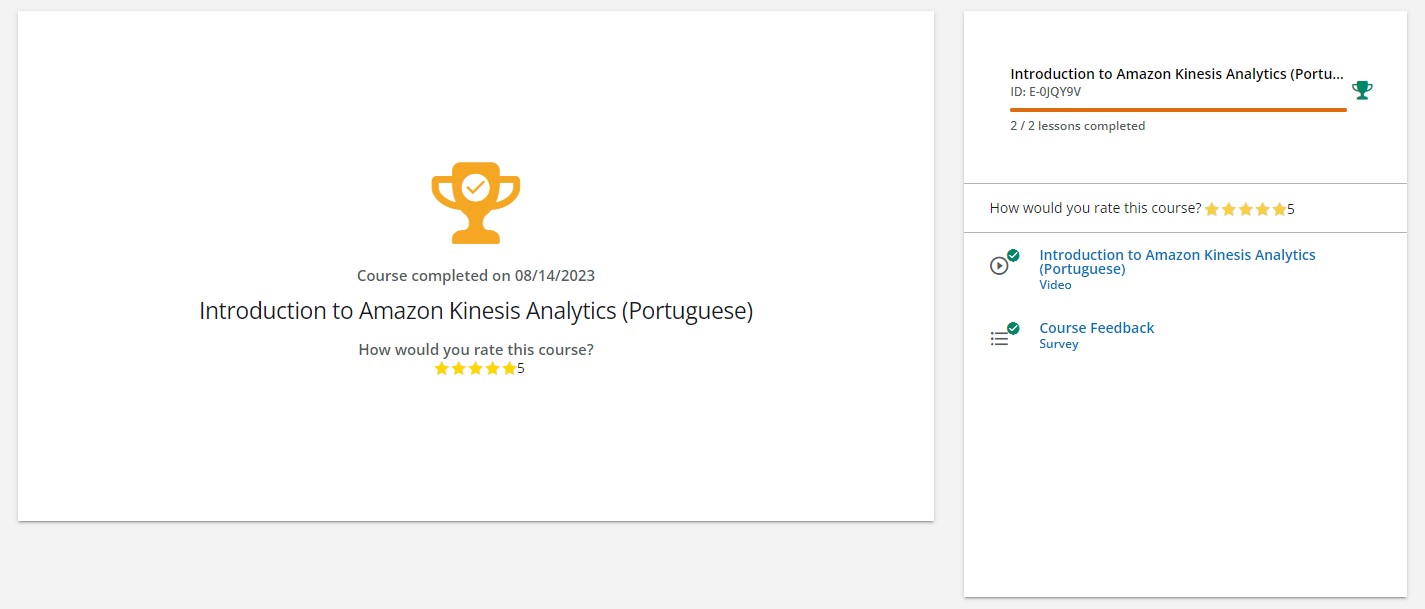 Course completed on 08/14/2023
Introduction to Amazon Kinesis Analytics (Portuguese)
How would you rate this course?
5
Introduction to Amazon Kinesis Analytics (Portu...
ID: E-0JQY9V
2 / 2 lessons completed
How would you rate this course? 5
Introduction to Amazon Kinesis Analytics
(Portuguese)
Video
Course Feedback
Survey